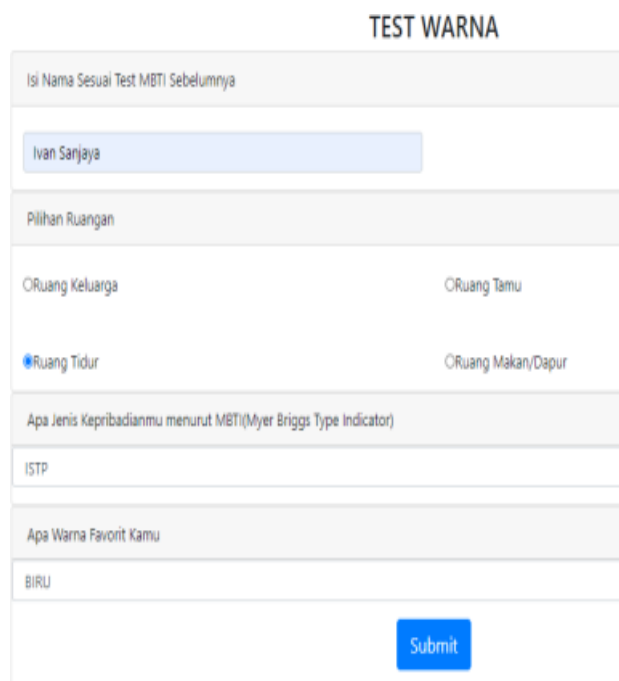 TEST WARNA
Isi Nama Sesuai Test MBTI Sebelumnya
Ivan Sanjaya
Pilihan Ruangan
Ruang Keluarga
Ruang Tamu
Ruang Tidur
Ruang Makan/Dapur
Apa Jenis Kepribadianmu menurut MBTI(Myer Briggs Type Indicator)
ISTP
Apa Warna Favorit Kamu
BIRU
Submit